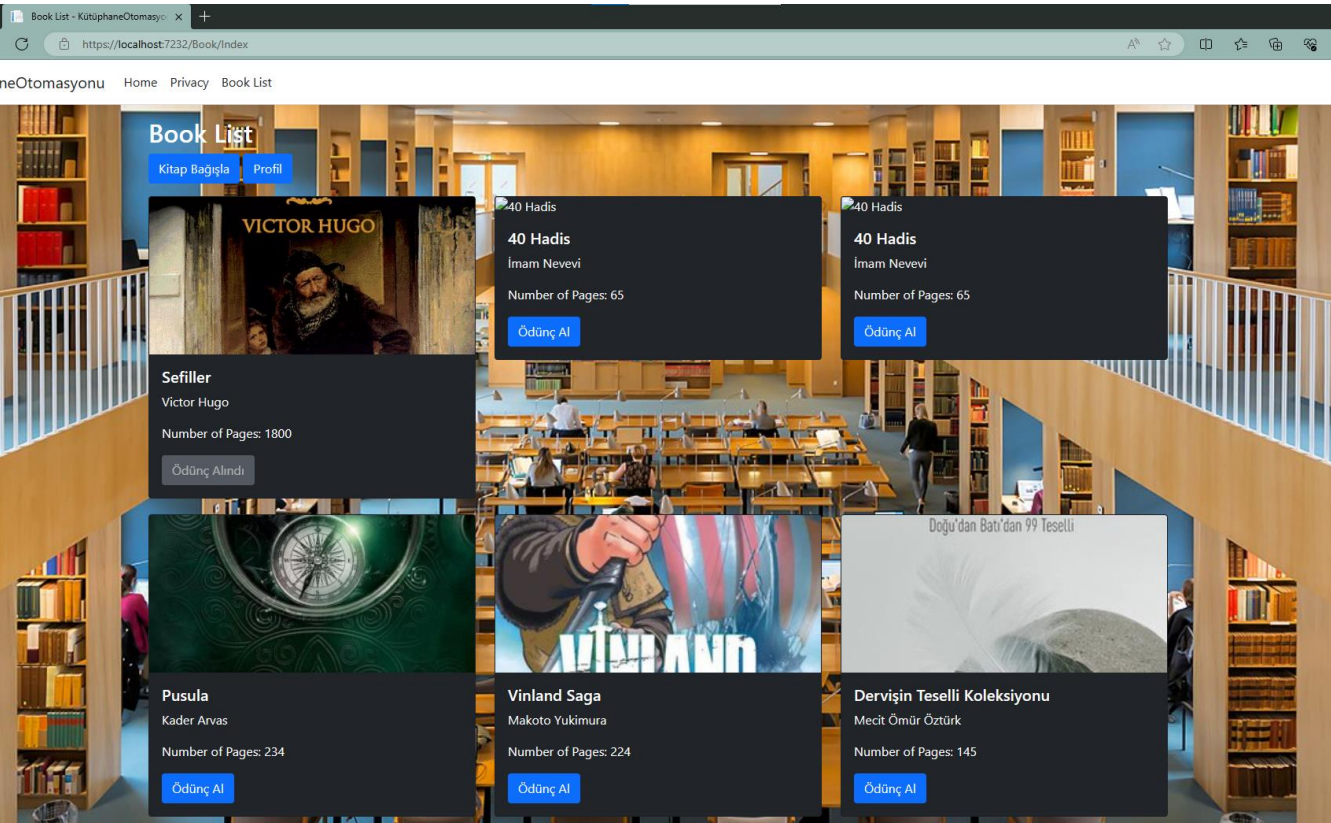 Book List - KütüphaneOtomasyo
https://localhost:7232/Book/Index
neOtomasyonu Home Privacy Book List
Book List
Kitap Bağışla Profil
VICTOR HUGO
Sefiller
Victor Hugo
Number of Pages: 1800
Ödünç Alındı
40 Hadis
40 Hadis
İmam Nevevi
Number of Pages: 65
Ödünç Al
40 Hadis
40 Hadis
İmam Nevevi
Number of Pages: 65
Ödünç Al
Pusula
Kader Arvas
Number of Pages: 234
Ödünç Al
VINLAND
Vinland Saga
Makoto Yukimura
Number of Pages: 224
Ödünç Al
Doğu'dan Batı'dan 99 Teselli
Dervişin Teselli Koleksiyonu
Mecit Ömür Öztürk
Number of Pages: 145
Ödünç Al